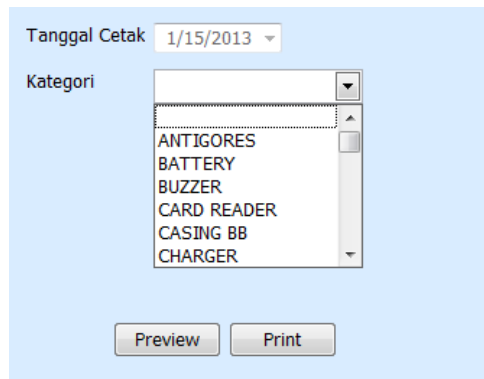 Tanggal Cetak 1/15/2013
Kategori
ANTIGORES
BATTERY
BUZZER
CARD READER
CASING BB
CHARGER
Preview Print